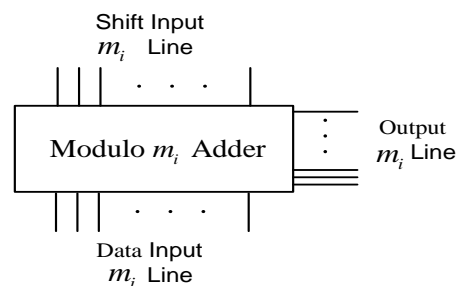 Shift Input
m_i Line
Modulo m_i Adder
Output
m_i Line
Data Input
m_i Line